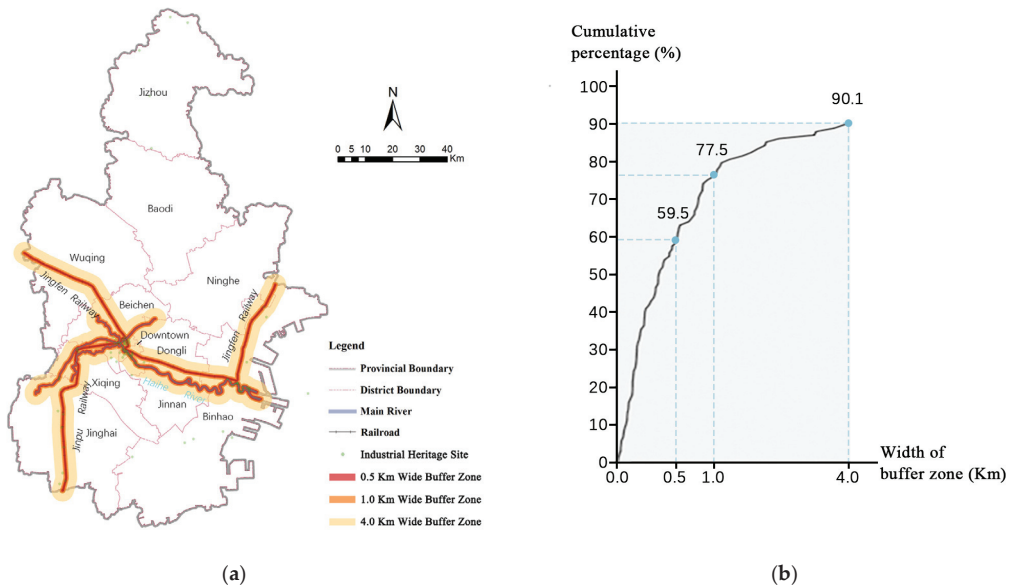 Jizhou
N
0 5 10 20 30 40
Km
Baodi
Wuqing
Ninghe
Jingfen Railway
Beichen
Jingfen Railway
Downtown
Dongli
Xiqing
Haihe River
Jinnan
Binhao
Jinpu Railway
Jinghai
Legend
Provincial Boundary
District Boundary
Main River
Railroad
Industrial Heritage Site
0.5 Km Wide Buffer Zone
1.0 Km Wide Buffer Zone
4.0 Km Wide Buffer Zone
(a)
Cumulative
percentage (%)
100
90
80
70
60
50
40
30
20
10
0
90.1
77.5
59.5
0.0 0.5 1.0 4.0
Width of
buffer zone (Km)
(b)